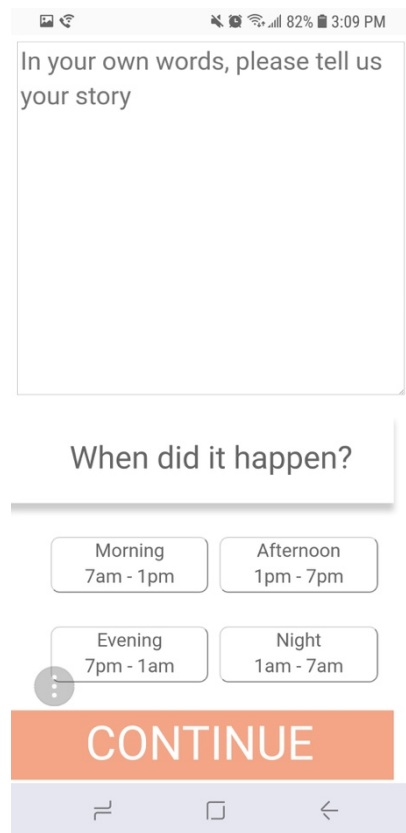 82% 3:09 PM
In your own words, please tell us
your story
When did it happen?
Morning
7am - 1pm
Afternoon
1pm - 7pm
Evening
7pm - 1am
Night
1am - 7am
CONTINUE